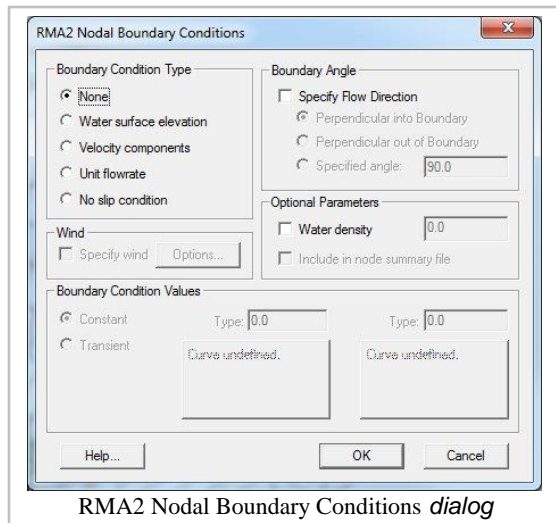 RMA2 Nodal Boundary Conditions
Boundary Condition Type
None
Water surface elevation
Velocity components
Unit flowrate
No slip condition
Boundary Angle
Specify Flow Direction
Perpendicular into Boundary
Perpendicular out of Boundary
Specified angle: 90.0
Wind
Specify wind Options...
Optional Parameters
Water density 0.0
Include in node summary file
Boundary Condition Values
Constant Type: 0.0 Type: 0.0
Transient Curve undefined. Curve undefined.
Help... OK Cancel
RMA2 Nodal Boundary Conditions dialog